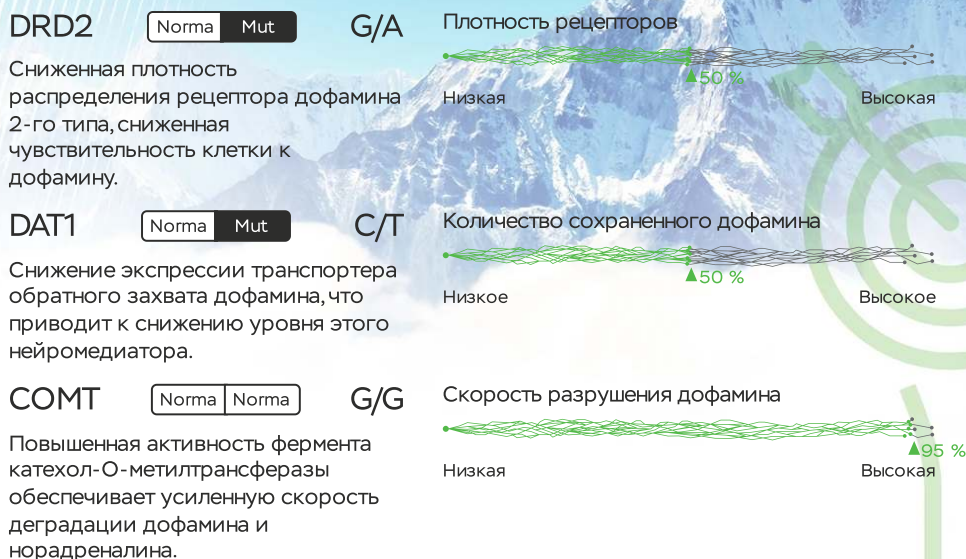 DRD2 Norma Mut G/A
Сниженная плотность
распределения рецептора дофамина
2-го типа, сниженная
чувствительность клетки к
дофамину.
Плотность рецепторов
50 %
Низкая Высокая
DAT1 Norma Mut C/T
Снижение экспрессии транспортера
обратного захвата дофамина, что
приводит к снижению уровня этого
нейромедиатора.
Количество сохраненного дофамина
50 %
Низкое Высокое
COMT Norma Norma G/G
Повышенная активность фермента
катехол-О-метилтрансферазы
обеспечивает усиленную скорость
деградации дофамина и
норадреналина.
Скорость разрушения дофамина
95 %
Низкая Высокая